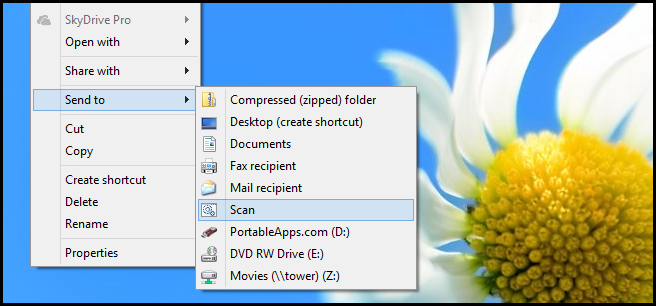 SkyDrive Pro
Open with
Share with
Send to
Cut
Copy
Create shortcut
Delete
Rename
Properties
Compressed (zipped) folder
Desktop (create shortcut)
Documents
Fax recipient
Mail recipient
Scan
PortableApps.com (D:)
DVD RW Drive (E:)
Movies (\\tower) (Z:)